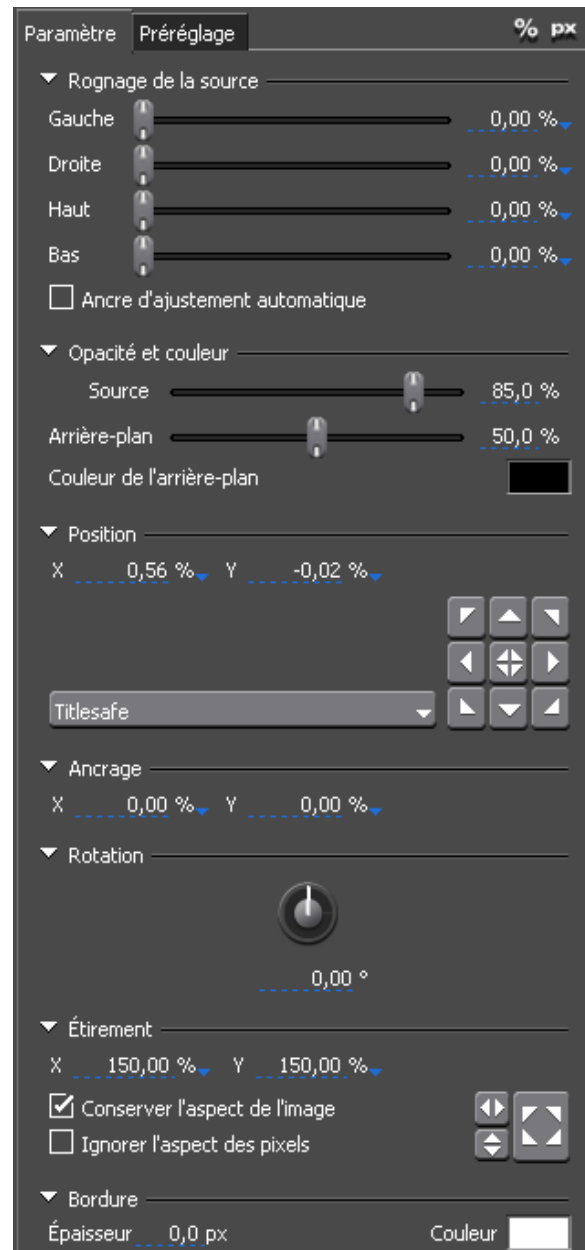 Paramètre Préréglage % px
Rognage de la source
Gauche 0,00 %
Droite 0,00 %
Haut 0,00 %
Bas 0,00 %
Ancre d'ajustement automatique
Opacité et couleur
Source 85,0 %
Arrière-plan 50,0 %
Couleur de l'arrière-plan
Position
X 0,56 % Y -0,02 %
Titlesafe
Ancrage
X 0,00 % Y 0,00 %
Rotation
0,00 °
Étirement
X 150,00 % Y 150,00 %
Conserver l'aspect de l'image
Ignorer l'aspect des pixels
Bordure
Épaisseur 0,0 px Couleur